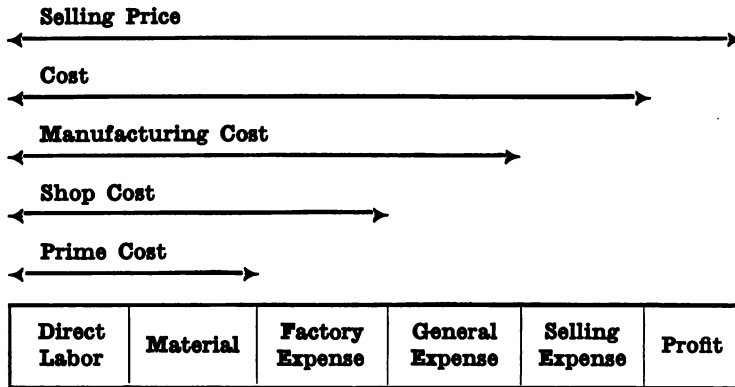 Selling Price
Cost
Manufacturing Cost
Shop Cost
Prime Cost
Direct Labor
Material
Factory Expense
General Expense
Selling Expense
Profit